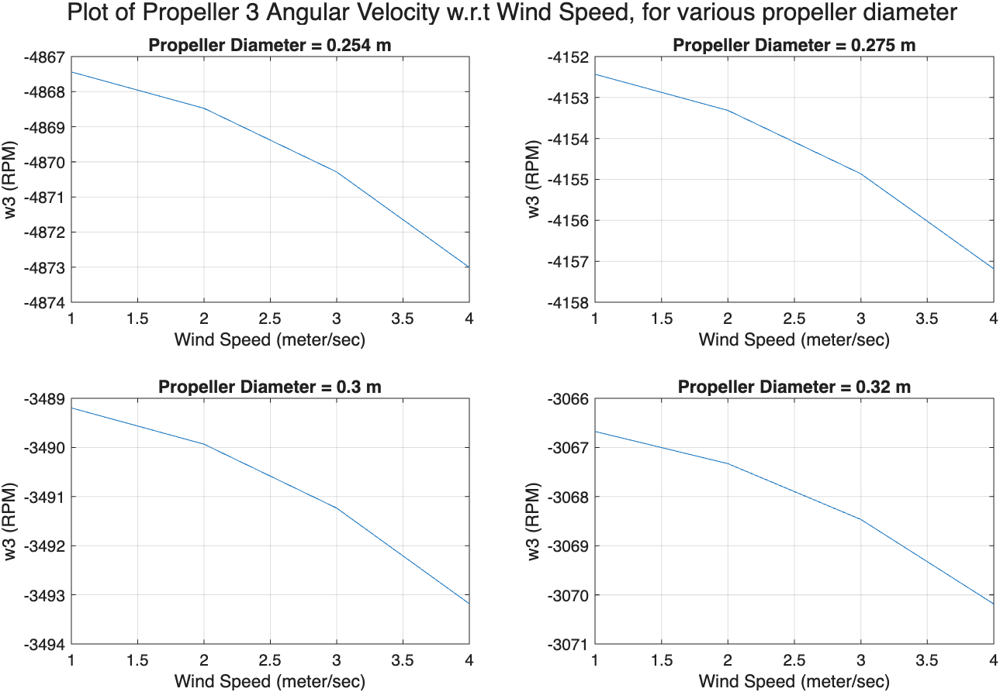 Plot of Propeller 3 Angular Velocity w.r.t Wind Speed, for various propeller diameter
Propeller Diameter = 0.254 m
-4867
-4868
-4869
-4870
-4871
-4872
-4873
-4874
w3 (RPM)
1 1.5 2 2.5 3 3.5 4
Wind Speed (meter/sec)
Propeller Diameter = 0.275 m
-4152
-4153
-4154
-4155
-4156
-4157
-4158
w3 (RPM)
1 1.5 2 2.5 3 3.5 4
Wind Speed (meter/sec)
Propeller Diameter = 0.3 m
-3489
-3490
-3491
-3492
-3493
-3494
w3 (RPM)
1 1.5 2 2.5 3 3.5 4
Wind Speed (meter/sec)
Propeller Diameter = 0.32 m
-3066
-3067
-3068
-3069
-3070
-3071
w3 (RPM)
1 1.5 2 2.5 3 3.5 4
Wind Speed (meter/sec)